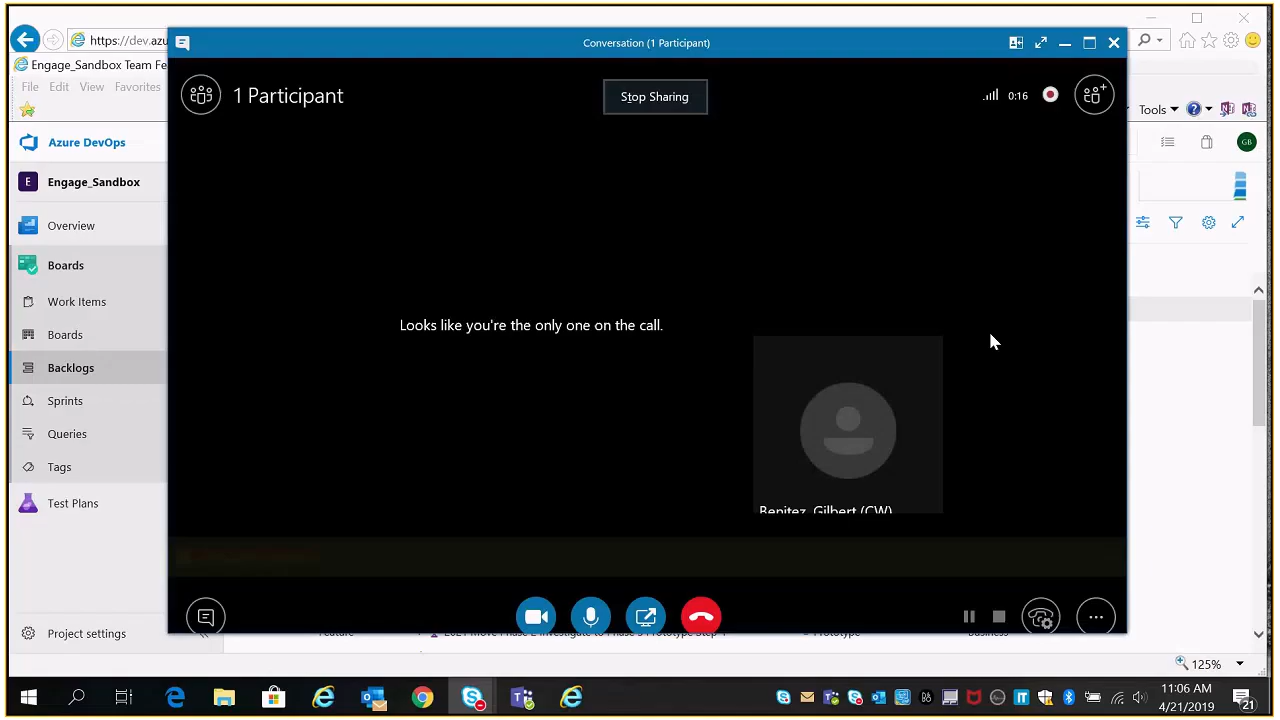 Conversation (1 Participant)
https://dev.azu
Engage_Sandbox Team Fe
File Edit View Favorites
1 Participant
Stop Sharing
0:16
Tools
Azure DevOps
GB
E Engage_Sandbox
Overview
Boards
Work Items
Boards
Backlogs
Sprints
Queries
Tags
Test Plans
Looks like you're the only one on the call.
Benitez, Gilbert (CW)
Project settings
125%
11:06 AM
4/21/2019
21